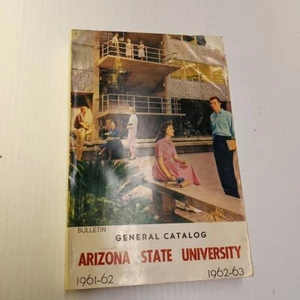 BULLETIN
GENERAL CATALOG
ARIZONA STATE UNIVERSITY
1961-62 1962-63